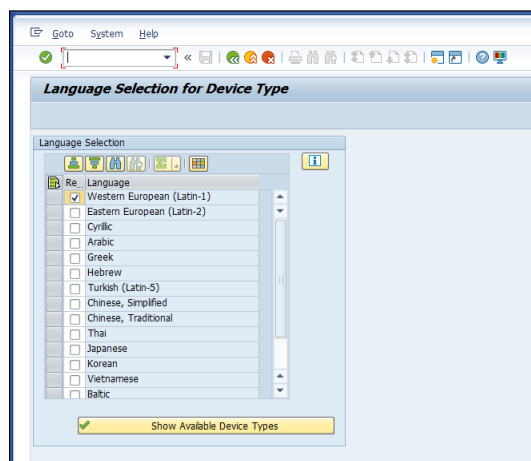 Goto System Help
Language Selection for Device Type
Language Selection
Re... Language
Western European (Latin-1)
Eastern European (Latin-2)
Cyrillic
Arabic
Greek
Hebrew
Turkish (Latin-5)
Chinese, Simplified
Chinese, Traditional
Thai
Japanese
Korean
Vietnamese
Baltic
Show Available Device Types